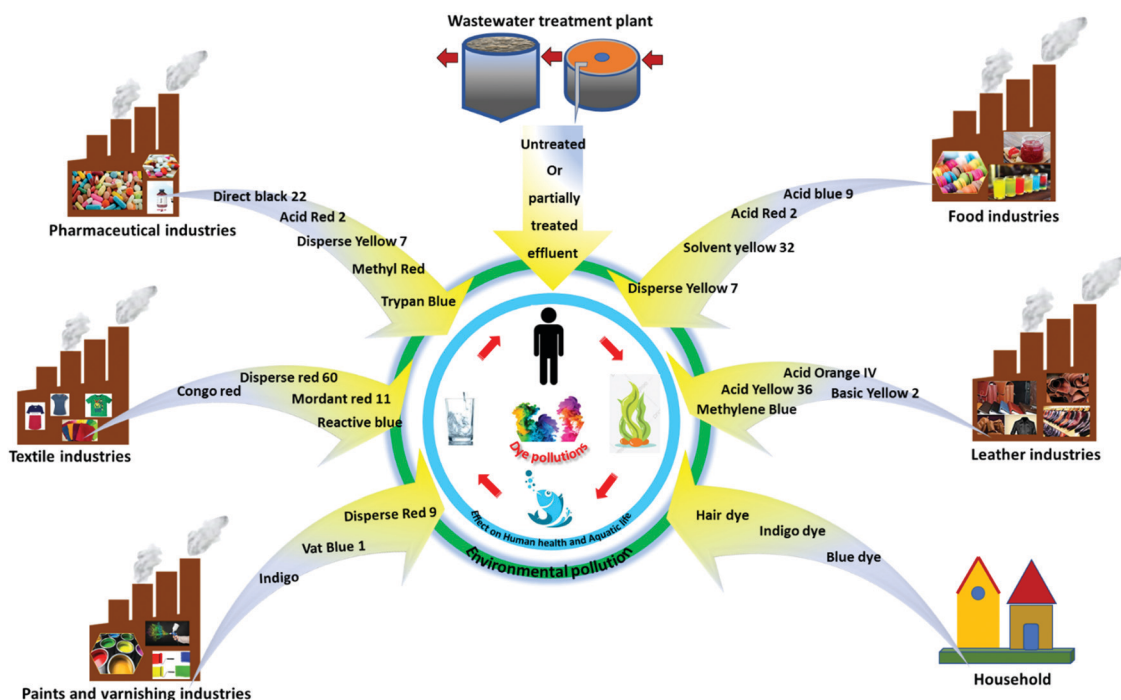 Wastewater treatment plant
Untreated
Or
partially
treated
effluent
Pharmaceutical industries
Direct black 22
Acid Red 2
Disperse Yellow 7
Methyl Red
Trypan Blue
Food industries
Acid blue 9
Acid Red 2
Solvent yellow 32
Disperse Yellow 7
Textile industries
Congo red
Disperse red 60
Mordant red 11
Reactive blue
Leather industries
Acid Orange IV
Basic Yellow 2
Acid Yellow 36
Methylene Blue
Dye pollutions
Effect on Human health and Aquatic life
Environmental pollution
Paints and varnishing industries
Disperse Red 9
Vat Blue 1
Indigo
Household
Hair dye
Indigo dye
Blue dye